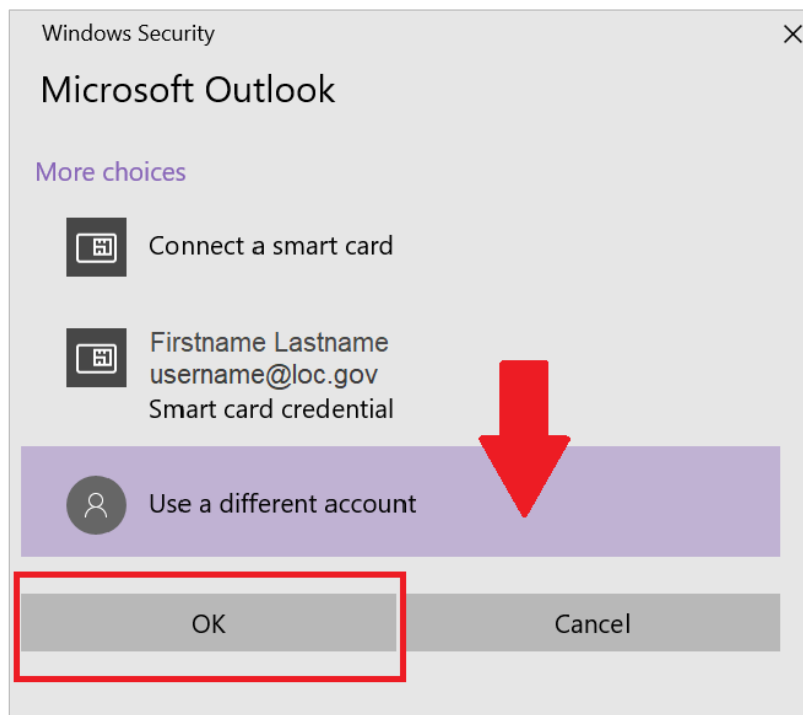 Windows Security
Microsoft Outlook
More choices
Connect a smart card
Firstname Lastname
username@loc.gov
Smart card credential
Use a different account
OK
Cancel